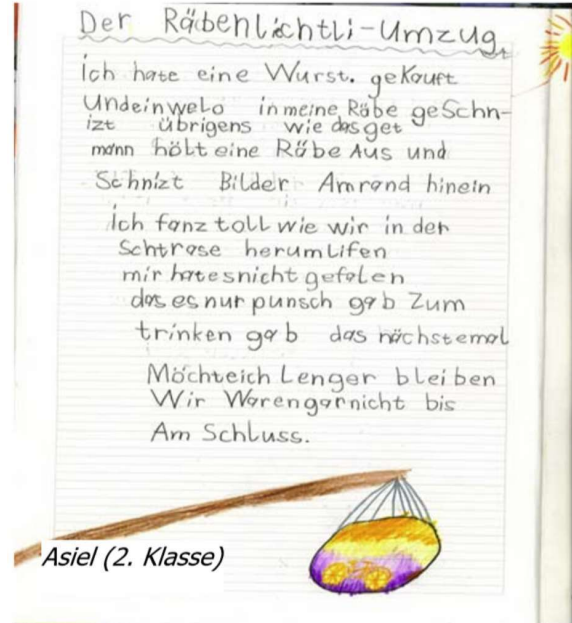 Der Räbenlichtli-Umzug
ich hate eine Wurst. gekauft
Undeinwelo in meine Räbe geschn-
izt übrigens wie das get
mann hölt eine Räbe Aus und
Schnizt Bilder Amrand hinein
ich fanz toll wie wir in der
Schtrase herumlifen
mir hatesnicht gefalen
das es nur punsch gab Zum
trinken gab das nächstemal
Möchteich Lenger bleiben
Wir Warengarnicht bis
Am Schluss.
Asiel (2. Klasse)